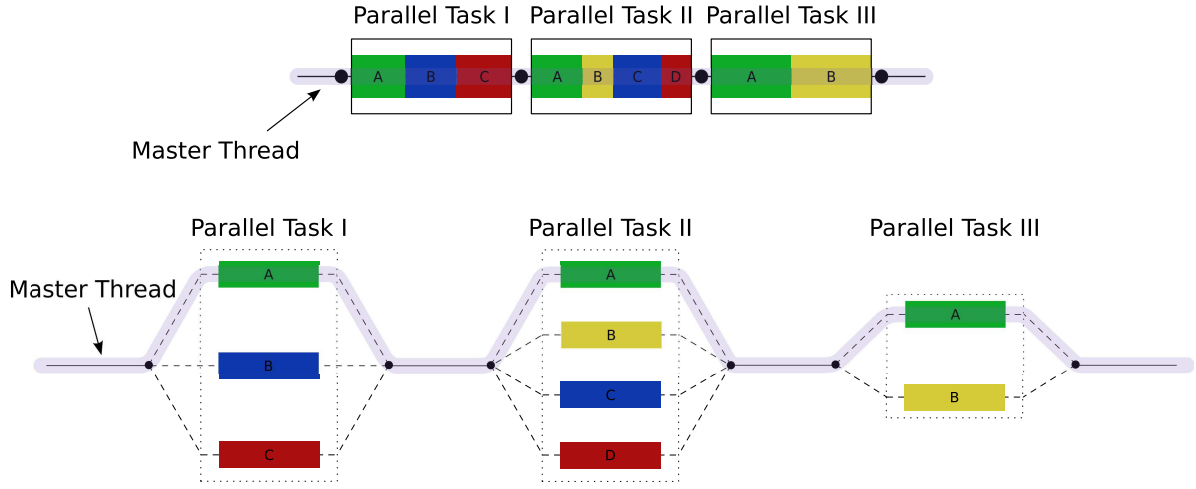 Parallel Task I Parallel Task II Parallel Task III
A B C A B C D A B
Master Thread
Parallel Task I Parallel Task II Parallel Task III
A A
Master Thread
A
B
B
C
B
C D